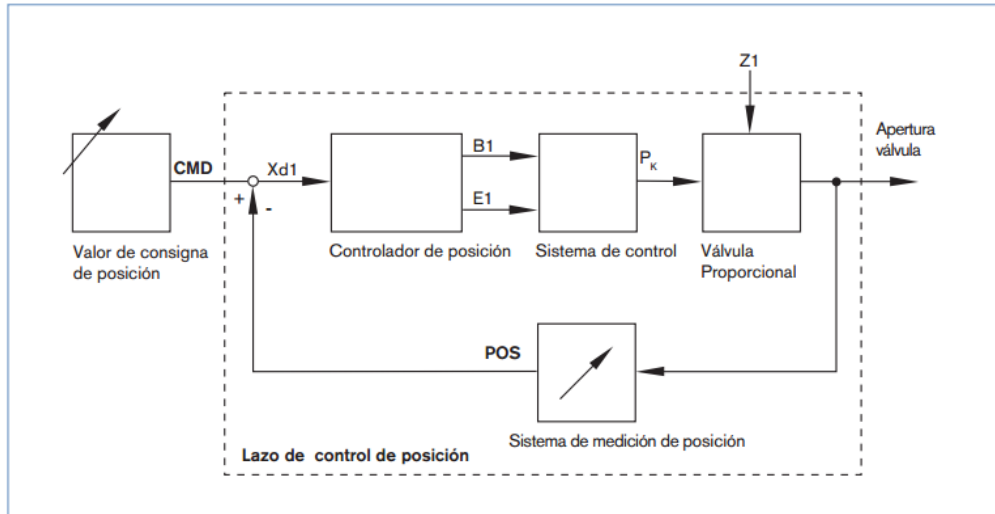 Z1
Apertura
válvula
CMD
Xd1
B1
E1
P_K
+
-
Valor de consigna
de posición
Controlador de posición
Sistema de control
Válvula
Proporcional
POS
Sistema de medición de posición
Lazo de control de posición